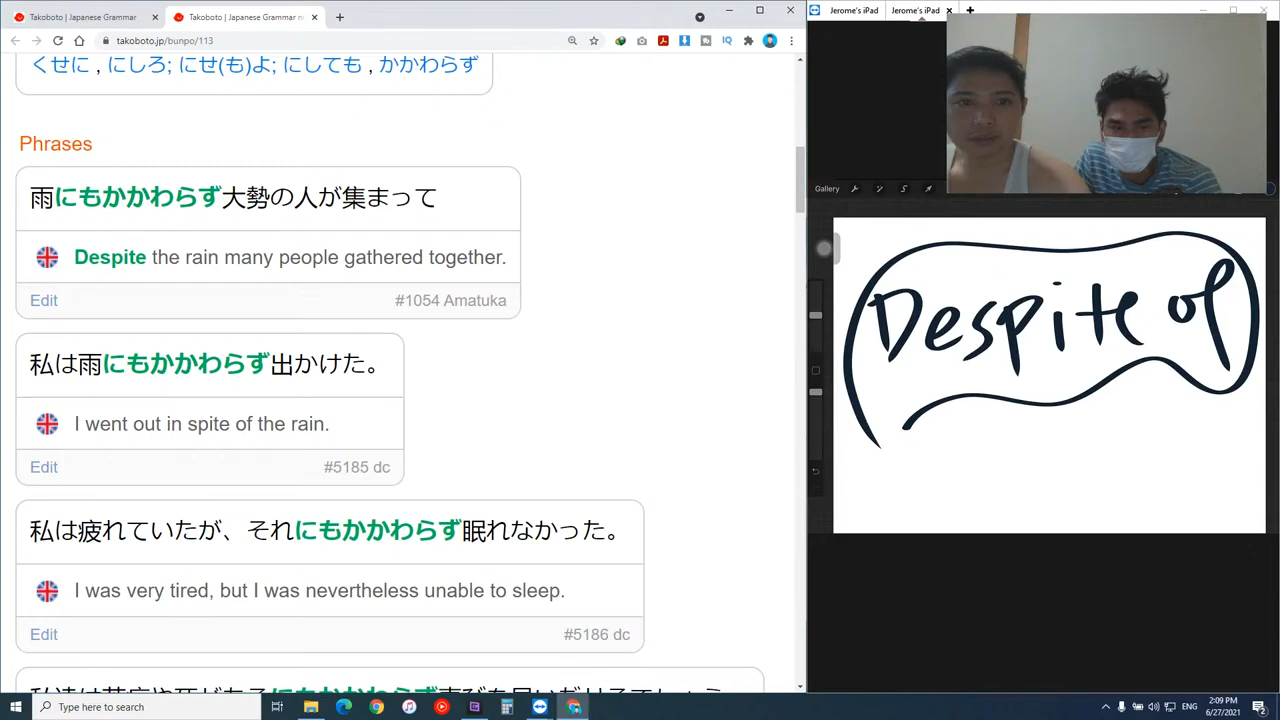 Takoboto | Japanese Grammar
Takoboto | Japanese Grammar n
takoboto.jp/bunpo/113
くせに , にしろ; にせ(も)よ; にしても , かかわらず
Phrases
雨にもかかわらず大勢の人が集まって
Despite the rain many people gathered together.
Edit
#1054 Amatuka
私は雨にもかかわらず出かけた。
I went out in spite of the rain.
Edit
#5185 dc
私は疲れていたが、それにもかかわらず眠れなかった。
I was very tired, but I was nevertheless unable to sleep.
Edit
#5186 dc
Jerome's iPad
Jerome's iPad
Gallery
Despite of
Type here to search
ENG
2:09 PM
6/27/2021